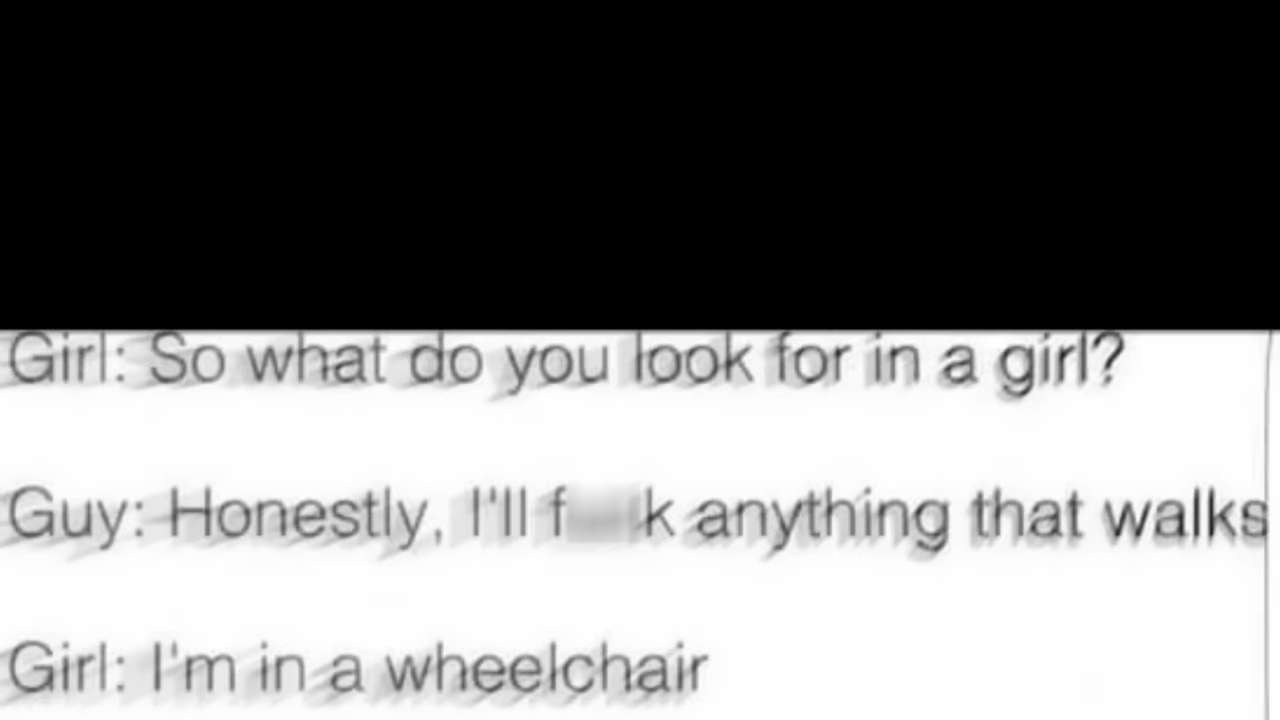 Girl: So what do you look for in a girl?
Guy: Honestly, I'll f k anything that walks
Girl: I'm in a wheelchair